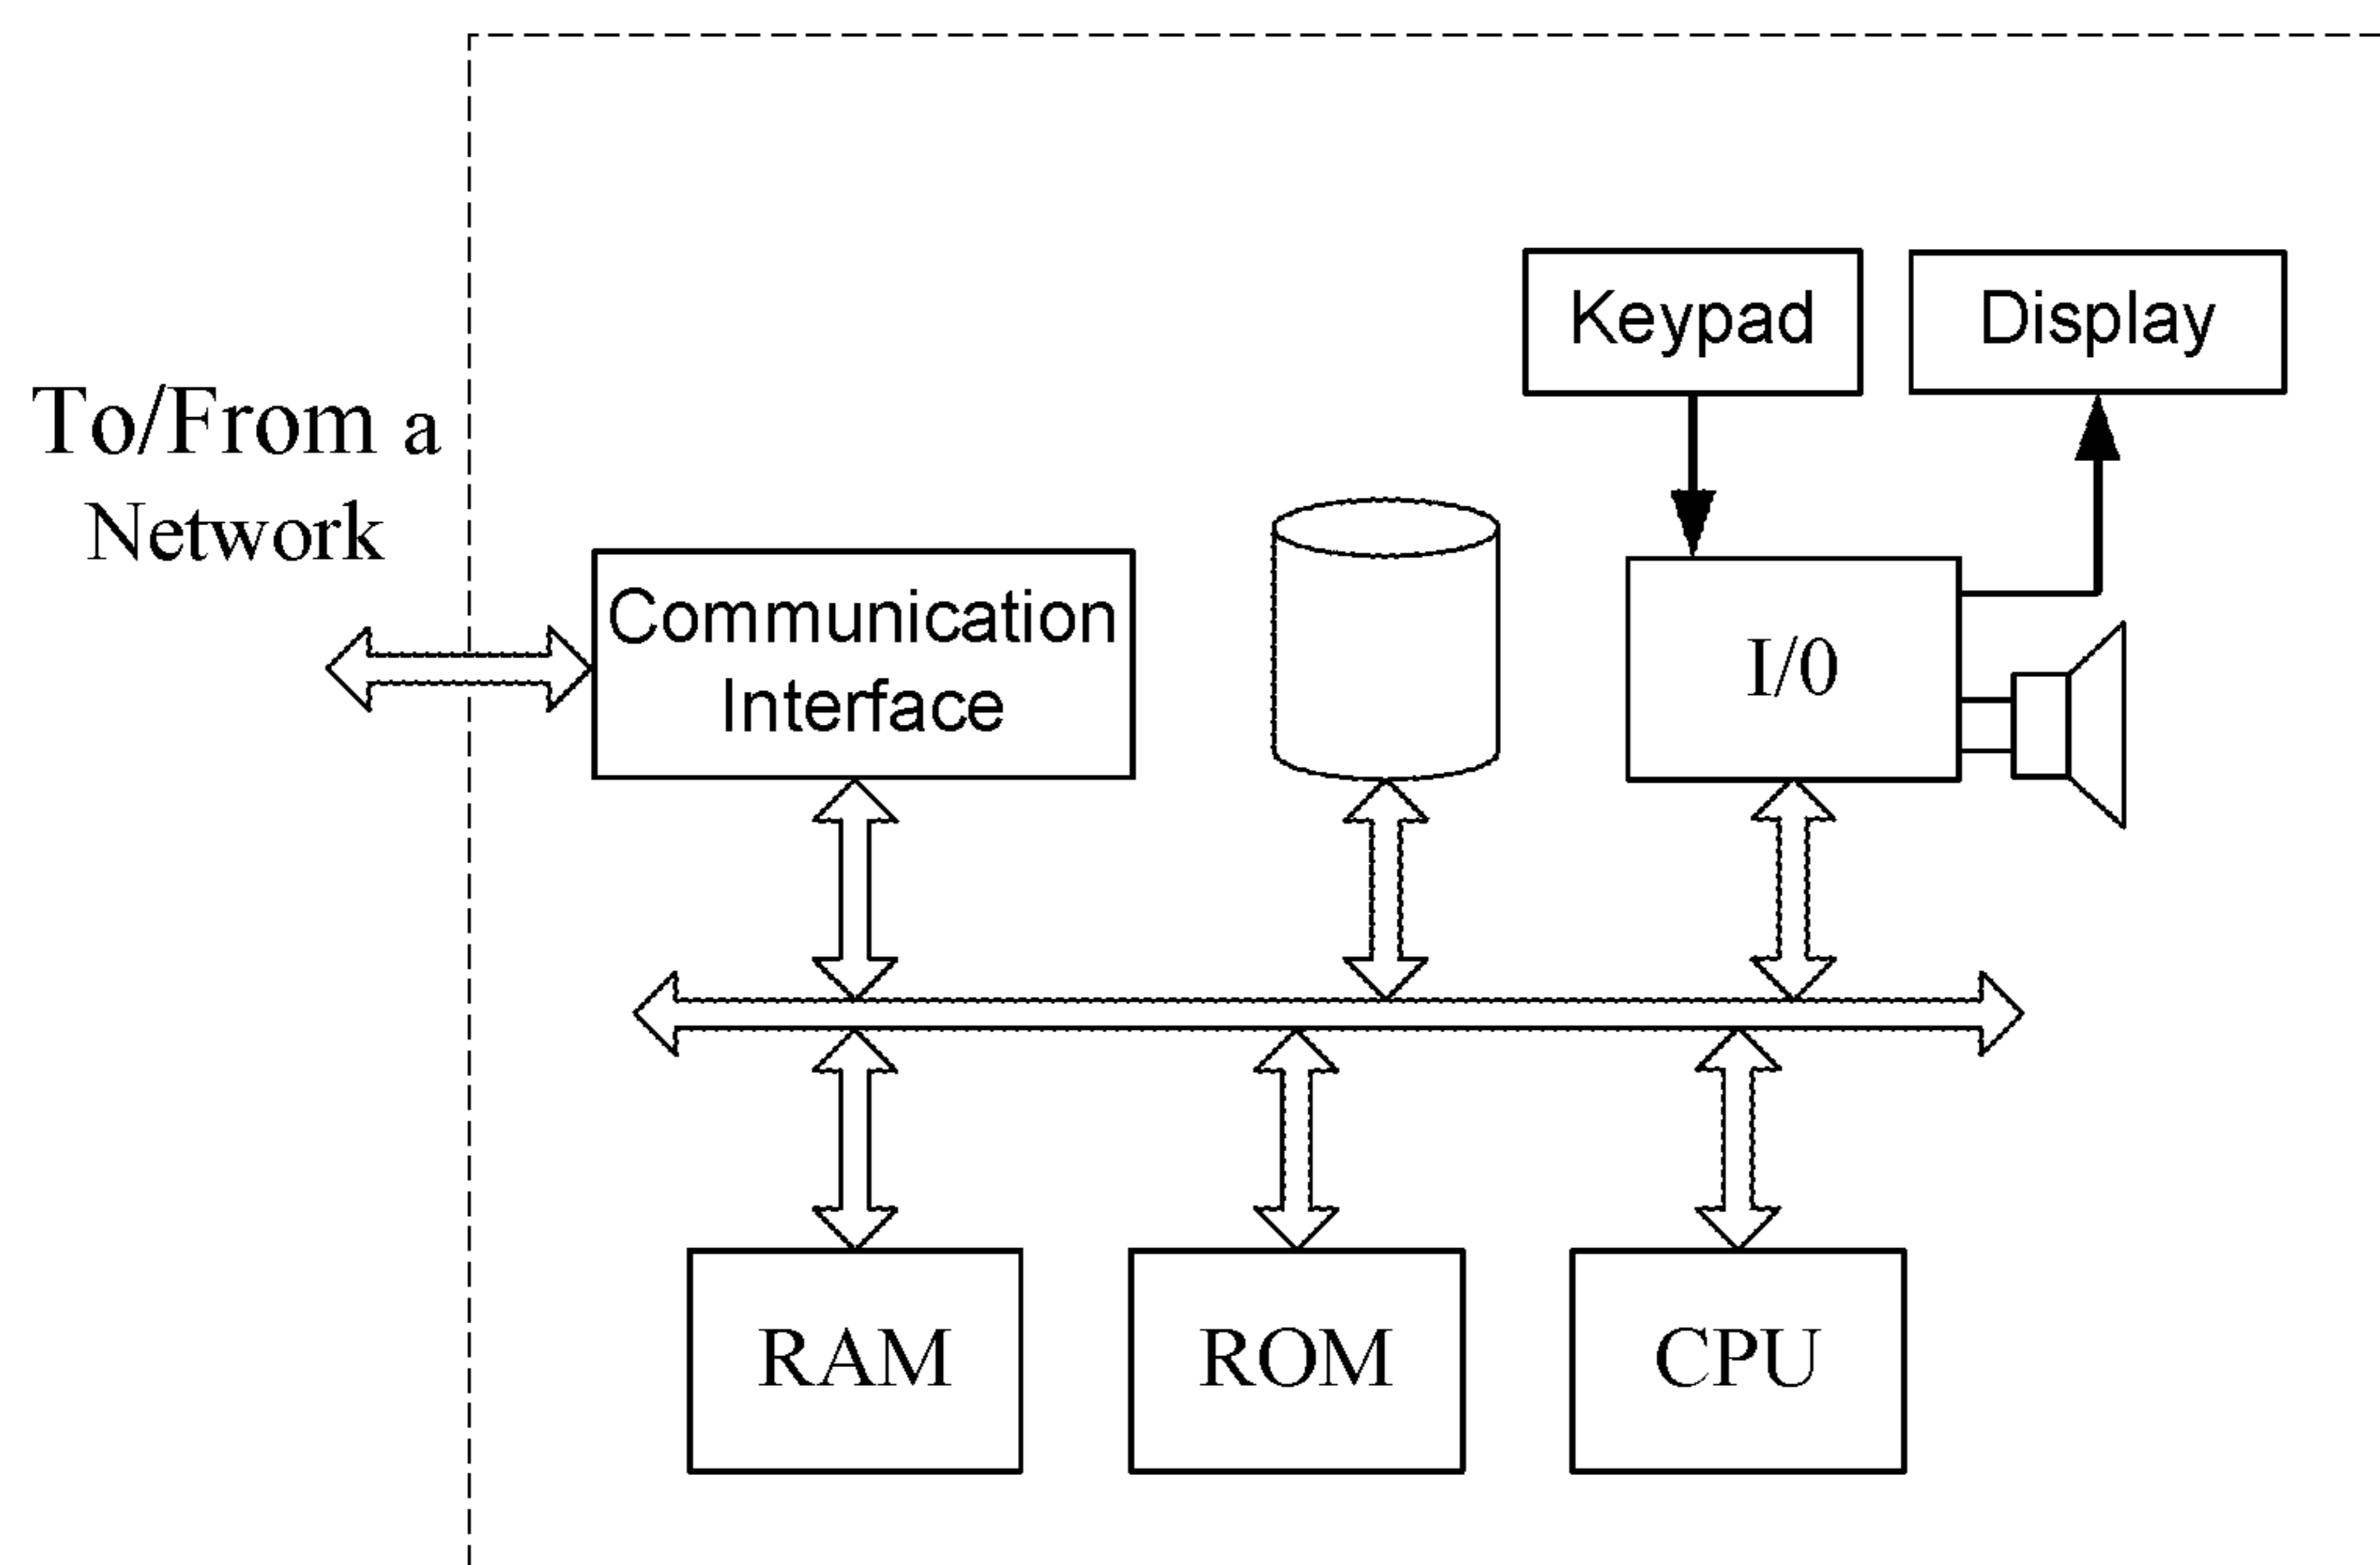 Keypad
Display
To/From a
Network
Communication
Interface
I/0
RAM
ROM
CPU